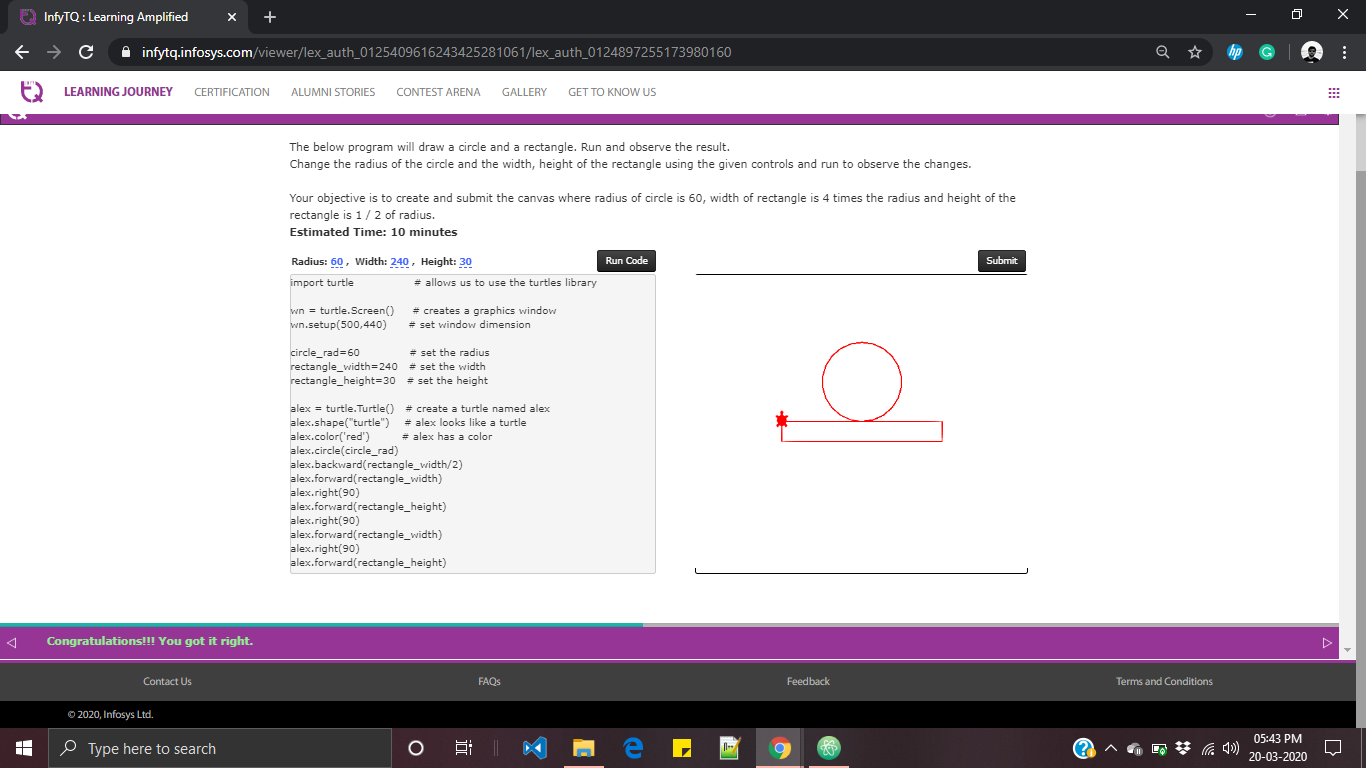 InfyTQ : Learning Amplified
infytq.infosys.com/viewer/lex_auth_0125409616243425281061/lex_auth_0124897255173980160
LEARNING JOURNEY CERTIFICATION ALUMNI STORIES CONTEST ARENA GALLERY GET TO KNOW US
The below program will draw a circle and a rectangle. Run and observe the result.
Change the radius of the circle and the width, height of the rectangle using the given controls and run to observe the changes.
Your objective is to create and submit the canvas where radius of circle is 60, width of rectangle is 4 times the radius and height of the
rectangle is 1 / 2 of radius.
Estimated Time: 10 minutes
Radius: 60 , Width: 240 , Height: 30 Run Code Submit
import turtle # allows us to use the turtles library
wn = turtle.Screen() # creates a graphics window
wn.setup(500,440) # set window dimension
circle_rad=60 # set the radius
rectangle_width=240 # set the width
rectangle_height=30 # set the height
alex = turtle.Turtle() # create a turtle named alex
alex.shape("turtle") # alex looks like a turtle
alex.color('red') # alex has a color
alex.circle(circle_rad)
alex.backward(rectangle_width/2)
alex.forward(rectangle_width)
alex.right(90)
alex.forward(rectangle_height)
alex.right(90)
alex.forward(rectangle_width)
alex.right(90)
alex.forward(rectangle_height)
Congratulations!!! You got it right.
Contact Us FAQs Feedback Terms and Conditions
© 2020, Infosys Ltd.
Type here to search
05:43 PM
20-03-2020